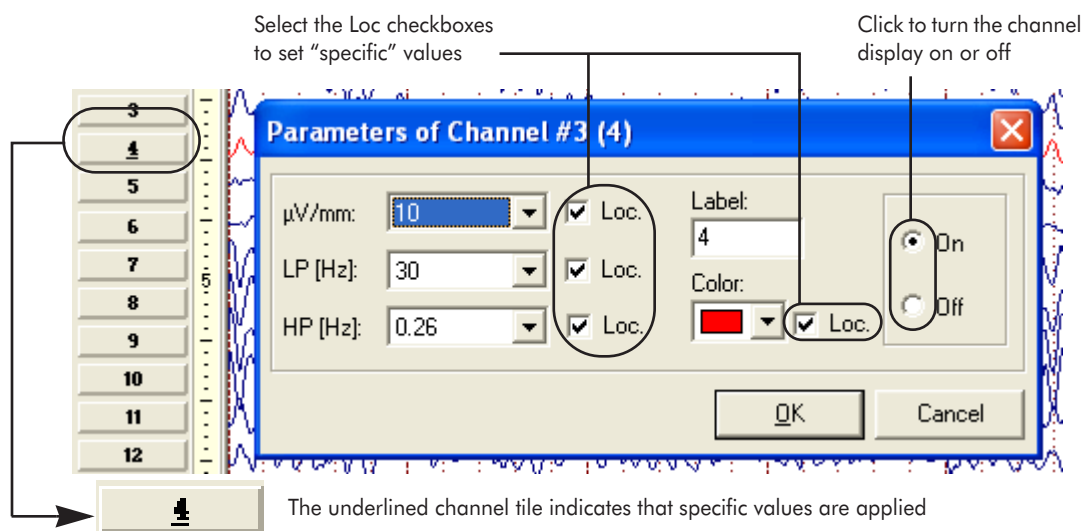 Select the Loc checkboxes
to set “specific” values
Click to turn the channel
display on or off
3
4
5
6
7
8
9
10
11
12
5
Parameters of Channel #3 (4)
µV/mm: 10 Loc.
LP [Hz]: 30 Loc.
HP [Hz]: 0.26 Loc.
Label:
4
Color:
Loc.
On
Off
OK
Cancel
4
The underlined channel tile indicates that specific values are applied